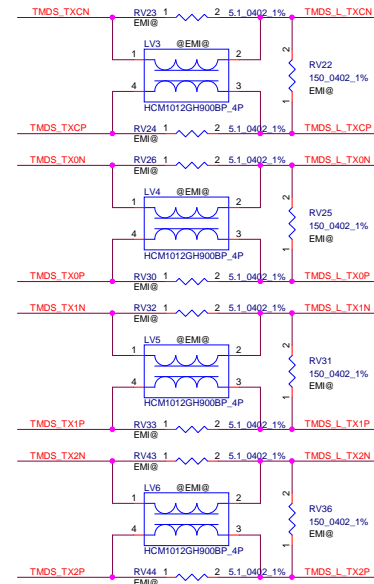 TMDS_TXCN RV23 1 2 5.1_0402_1% TMDS_L_TXCN
EMI@
LV3 @EMI@
1 2
2
RV22
150_0402_1%
EMI@
4 3
1
HCM1012GH900BP_4P
TMDS_TXCP RV24 1 2 5.1_0402_1% TMDS_L_TXCP
EMI@
TMDS_TX0N RV26 1 2 5.1_0402_1% TMDS_L_TX0N
EMI@
LV4 @EMI@
1 2
2
RV25
150_0402_1%
EMI@
4 3
1
HCM1012GH900BP_4P
TMDS_TX0P RV30 1 2 5.1_0402_1% TMDS_L_TX0P
EMI@
TMDS_TX1N RV32 1 2 5.1_0402_1% TMDS_L_TX1N
EMI@
LV5 @EMI@
1 2
2
RV31
150_0402_1%
EMI@
4 3
1
HCM1012GH900BP_4P
TMDS_TX1P RV33 1 2 5.1_0402_1% TMDS_L_TX1P
EMI@
TMDS_TX2N RV43 1 2 5.1_0402_1% TMDS_L_TX2N
EMI@
LV6 @EMI@
1 2
2
RV36
150_0402_1%
EMI@
4 3
1
HCM1012GH900BP_4P
TMDS_TX2P RV44 1 2 5.1_0402_1% TMDS_L_TX2P
EMI@